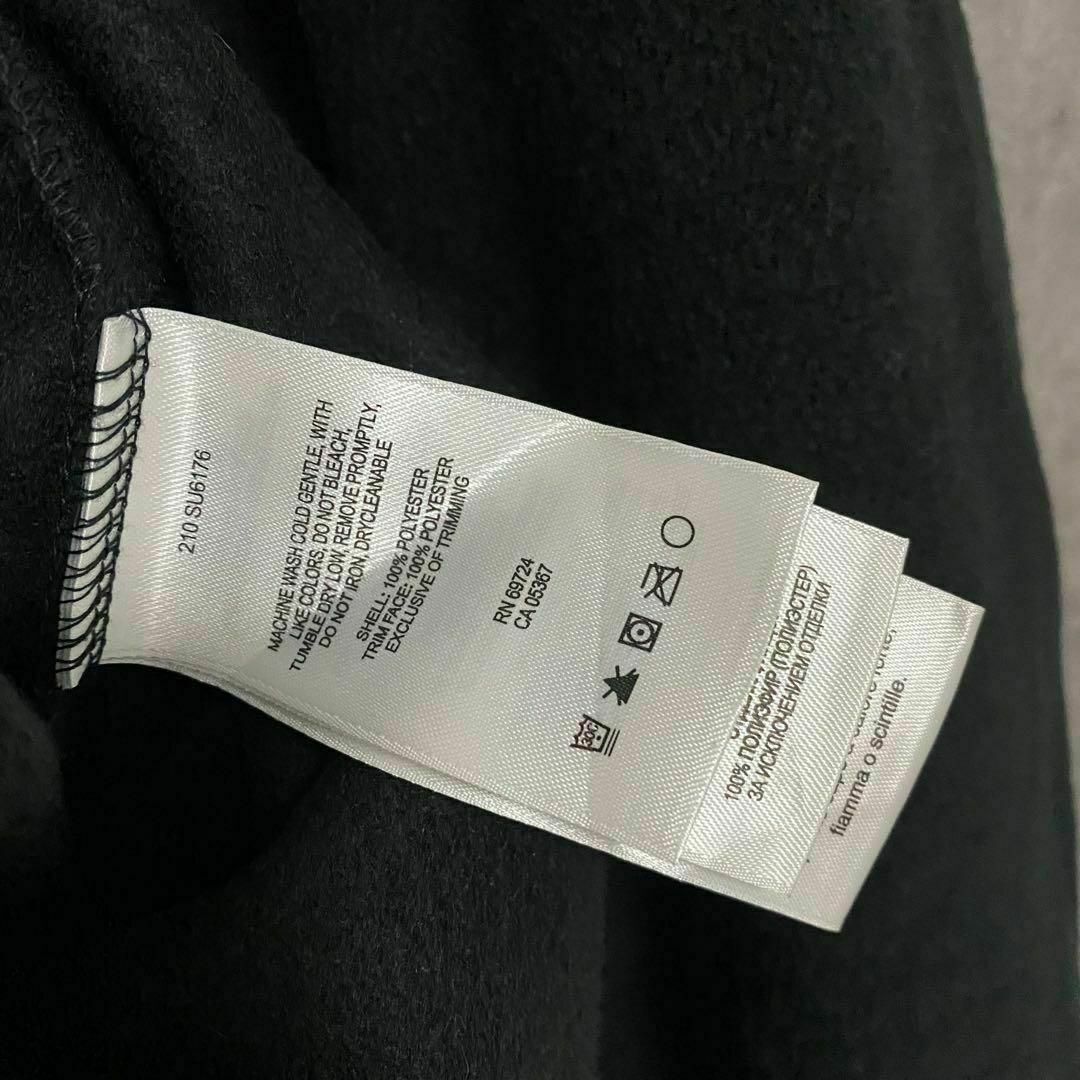 210 SU6176
MACHINE WASH COLD GENTLE, WITH
LIKE COLORS, DO NOT BLEACH,
TUMBLE DRY LOW, REMOVE PROMPTLY,
DO NOT IRON. DRYCLEANABLE
SHELL: 100% POLYESTER
TRIM FACE: 100% POLYESTER
EXCLUSIVE OF TRIMMING
RN 69724
CA 05367
30C
100% ПОЛИЭФИР (ПОЛИЭСТЕР)
ЗА ИСКЛЮЧЕНИЕМ ОТДЕЛКИ
fiamma o scintille.